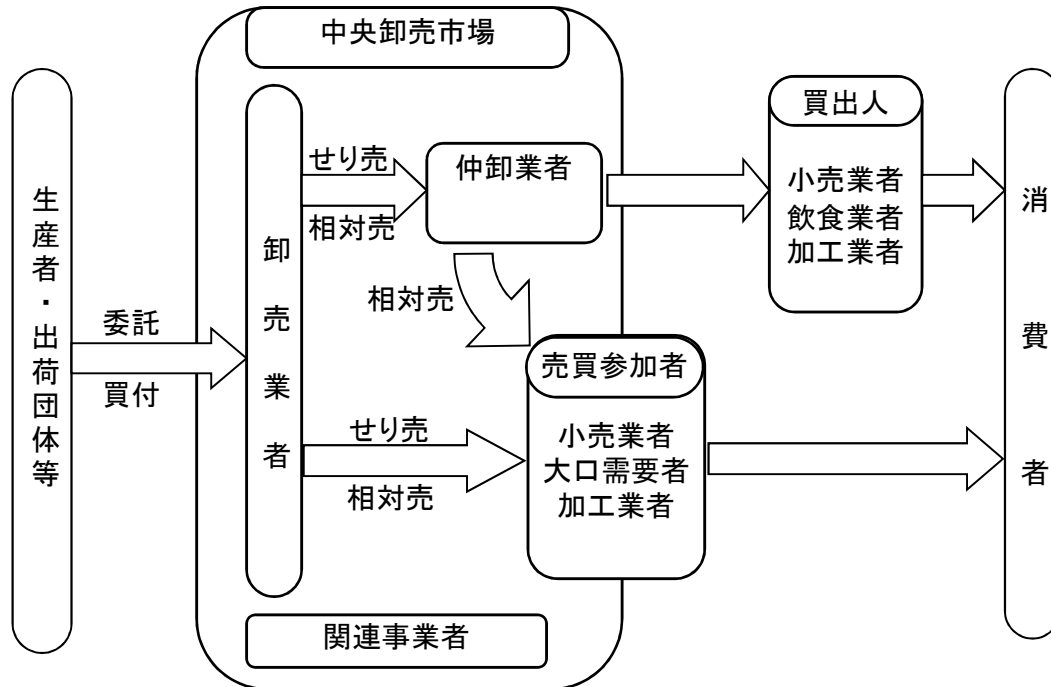 中央卸売市場
生産者・出荷団体等
委託
買付
卸売業者
せり売
相対売
仲卸業者
相対売
せり売
相対売
売買参加者
小売業者
大口需要者
加工業者
買出人
小売業者
飲食業者
加工業者
消費者
関連事業者